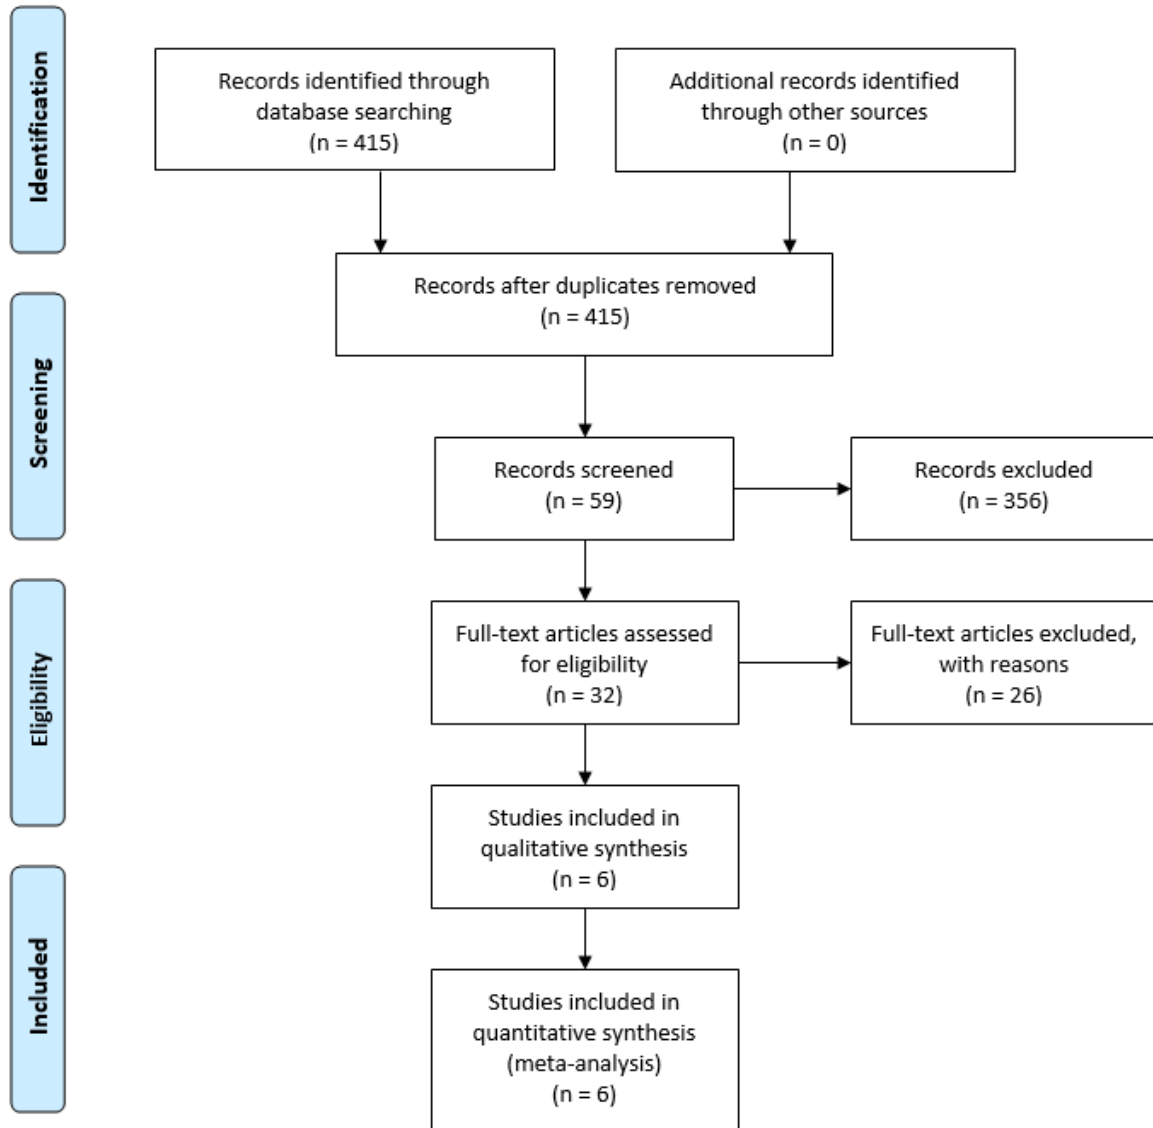 Identification
Records identified through
database searching
(n = 415)
Additional records identified
through other sources
(n = 0)
Records after duplicates removed
(n = 415)
Screening
Records screened
(n = 59)
Records excluded
(n = 356)
Eligibility
Full-text articles assessed
for eligibility
(n = 32)
Full-text articles excluded,
with reasons
(n = 26)
Studies included in
qualitative synthesis
(n = 6)
Included
Studies included in
quantitative synthesis
(meta-analysis)
(n = 6)